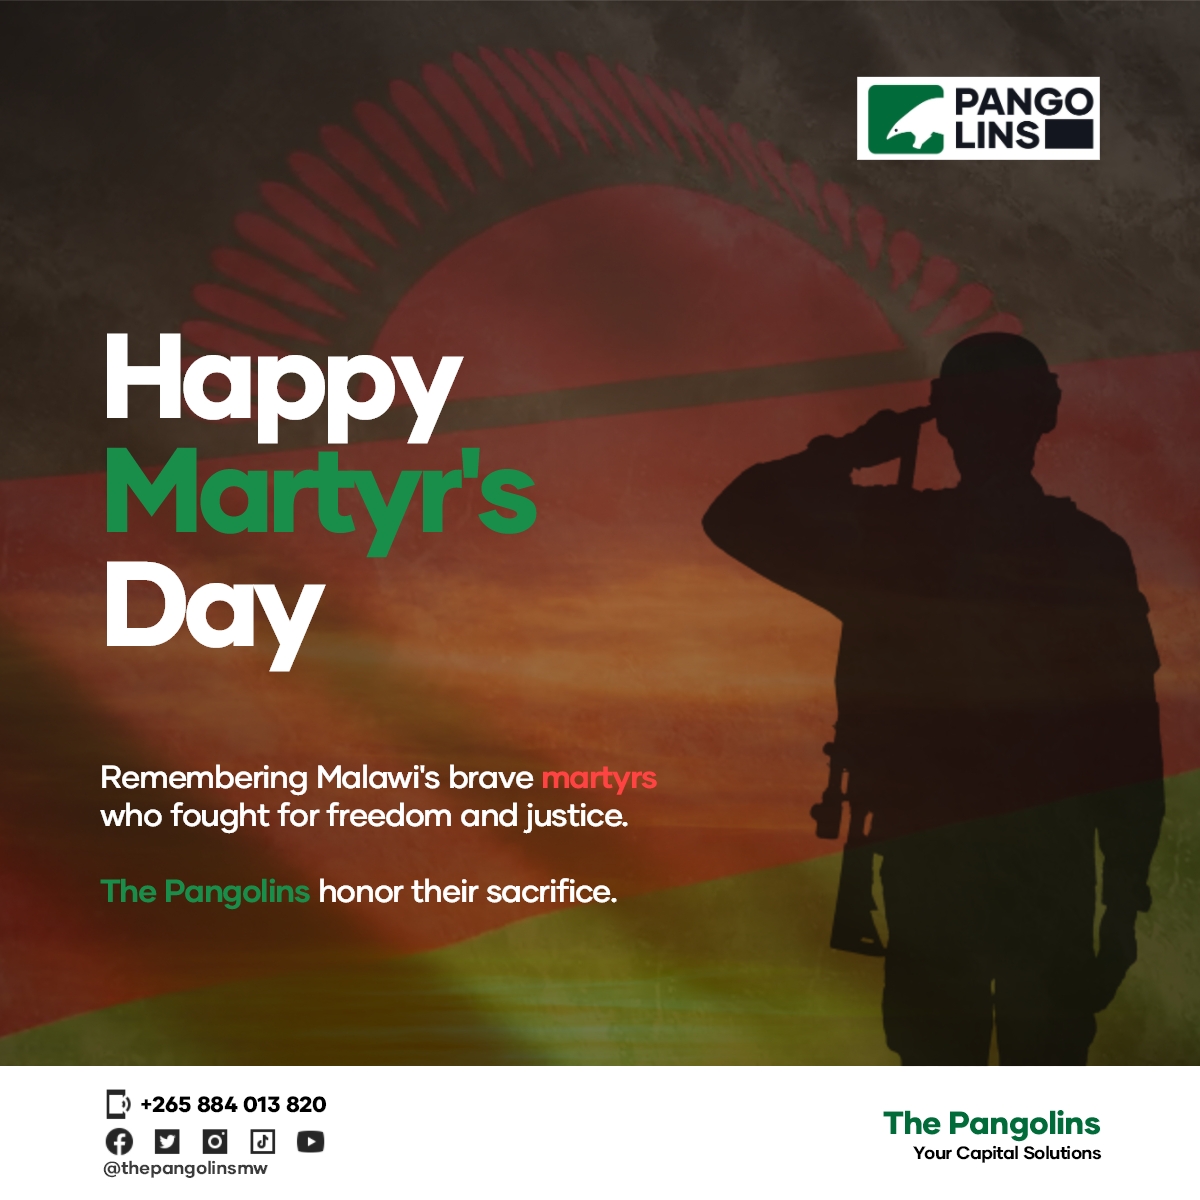 PANGO
LINS
Happy
Martyr's
Day
Remembering Malawi's brave martyrs
who fought for freedom and justice.
The Pangolins honor their sacrifice.
+265 884 013 820
@thepangolinsmw
The Pangolins
Your Capital Solutions